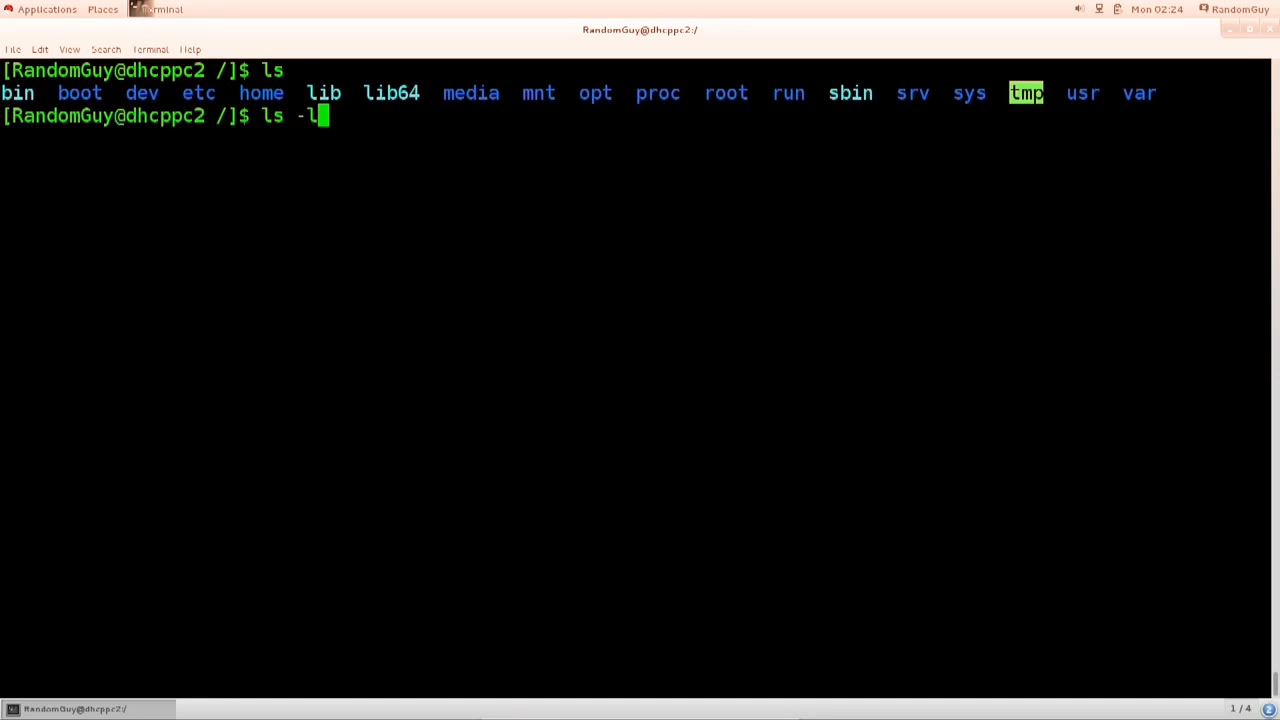 Applications Places Terminal Mon 02:24 RandomGuy
RandomGuy@dhcppc2:/
File Edit View Search Terminal Help
[RandomGuy@dhcppc2 /]$ ls
bin boot dev etc home lib lib64 media mnt opt proc root run sbin srv sys tmp usr var
[RandomGuy@dhcppc2 /]$ ls -l
RandomGuy@dhcppc2:/ 1 / 4 2